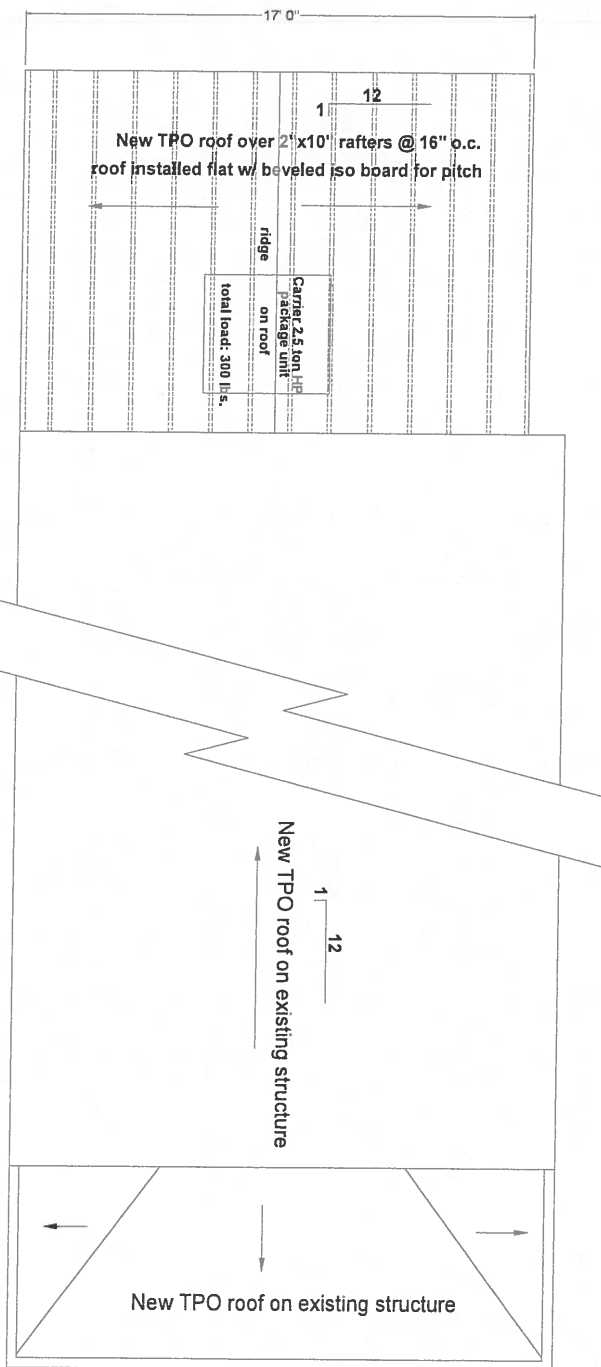 17' 0"
12
1
New TPO roof over 2"x10' rafters @ 16" o.c.
roof installed flat w/ beveled iso board for pitch
ridge
Carrier 2.5 ton HP
package unit
on roof
total load: 300 lbs.
New TPO roof on existing structure
1
12
New TPO roof on existing structure